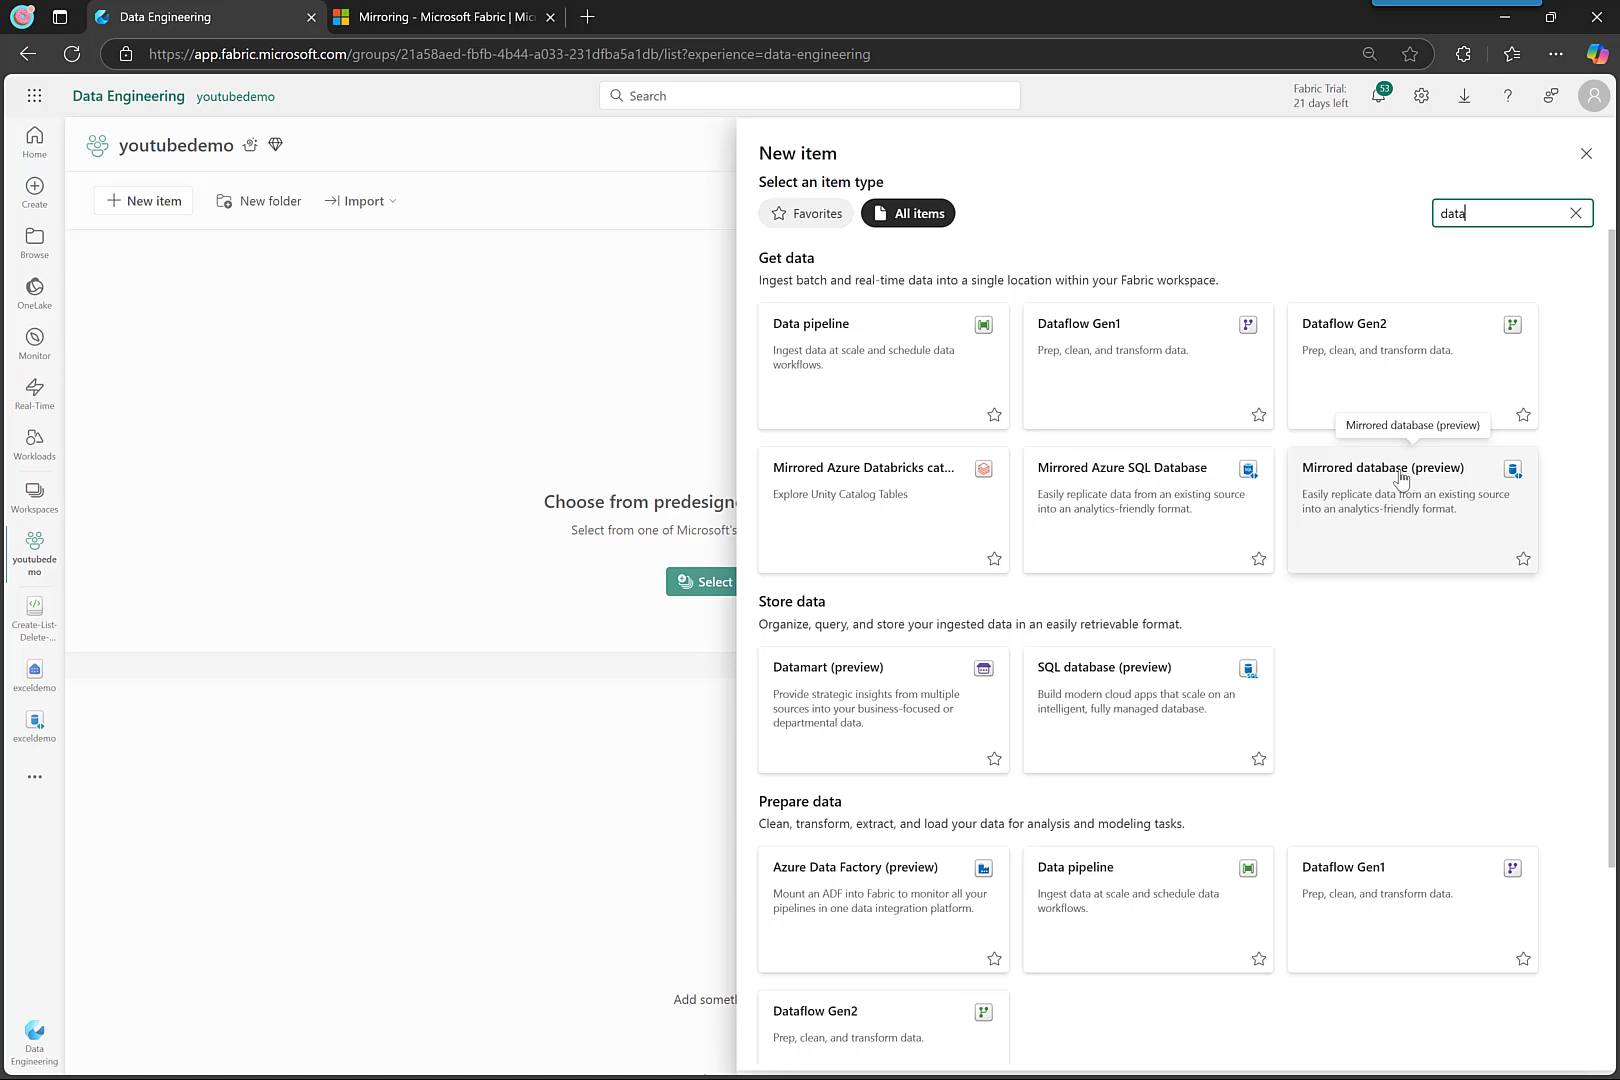 Data Engineering
Mirroring - Microsoft Fabric | Mic
https://app.fabric.microsoft.com/groups/21a58aed-fbfb-4b44-a033-231dfba5a1db/list?experience=data-engineering
Data Engineering youtubedemo
Search
Fabric Trial:
21 days left
53
Home
Create
Browse
OneLake
Monitor
Real-Time
Workloads
Workspaces
youtubede
mo
Create-List-
Delete-...
exceldemo
exceldemo
Data
Engineering
youtubedemo
New item
New folder
Import
Choose from predesigne
Select from one of Microsoft's
Select
Add someth
New item
Select an item type
Favorites
All items
data
Get data
Ingest batch and real-time data into a single location within your Fabric workspace.
Data pipeline
Ingest data at scale and schedule data
workflows.
Dataflow Gen1
Prep, clean, and transform data.
Dataflow Gen2
Prep, clean, and transform data.
Mirrored database (preview)
Mirrored Azure Databricks cat...
Explore Unity Catalog Tables
Mirrored Azure SQL Database
Easily replicate data from an existing source
into an analytics-friendly format.
Mirrored database (preview)
Easily replicate data from an existing source
into an analytics-friendly format.
Store data
Organize, query, and store your ingested data in an easily retrievable format.
Datamart (preview)
Provide strategic insights from multiple
sources into your business-focused or
departmental data.
SQL database (preview)
SQL
Build modern cloud apps that scale on an
intelligent, fully managed database.
Prepare data
Clean, transform, extract, and load your data for analysis and modeling tasks.
Azure Data Factory (preview)
Mount an ADF into Fabric to monitor all your
pipelines in one data integration platform.
Data pipeline
Ingest data at scale and schedule data
workflows.
Dataflow Gen1
Prep, clean, and transform data.
Dataflow Gen2
Prep, clean, and transform data.